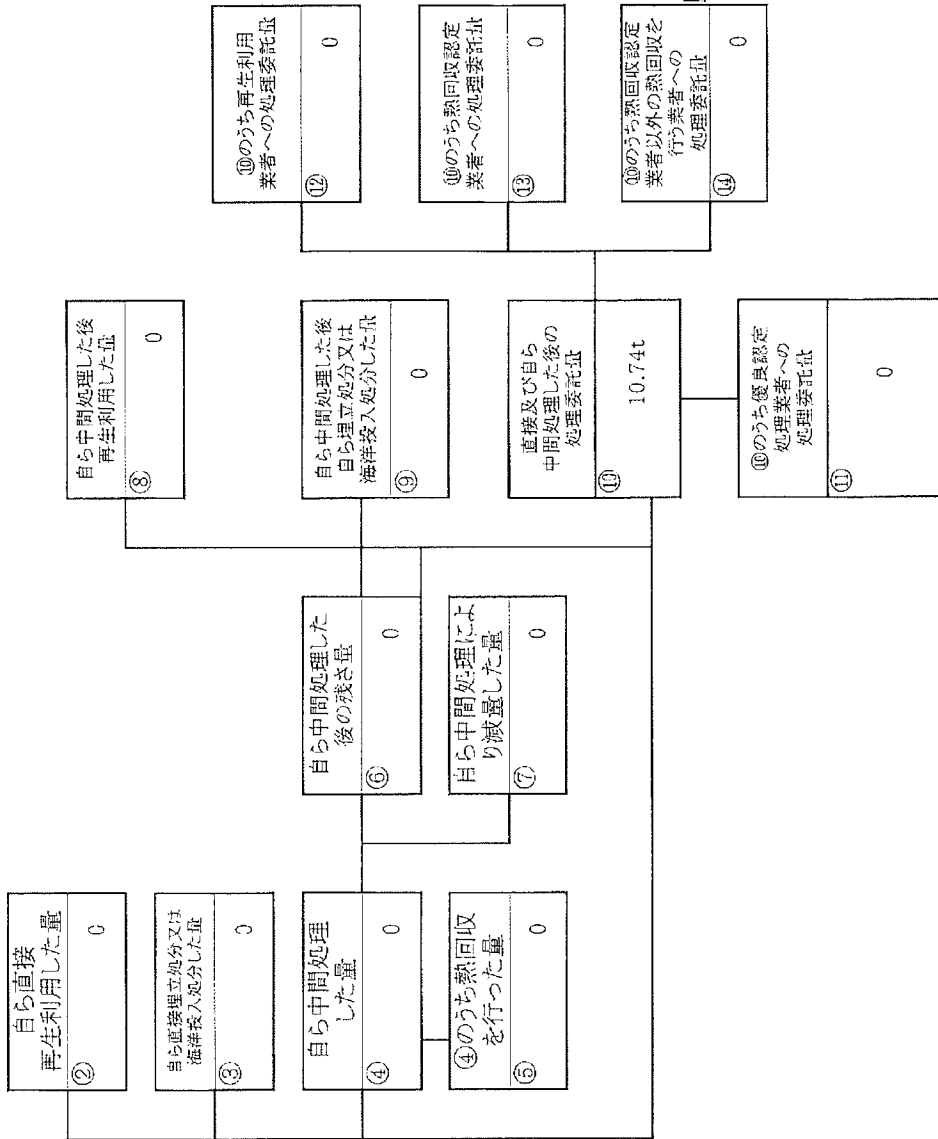 自ら直接
再生利用した量
②
0
自ら直接埋立処分又は
海洋投入処分した量
③
0
自ら中間処理
した量
④
0
④のうち熱回収
を行った量
⑤
0
自ら中間処理した
後の残さ量
⑥
0
自ら中間処理によ
り減量した量
⑦
0
自ら中間処理した後
再生利用した量
⑧
0
自ら中間処理した後
自ら埋立処分又は
海洋投入処分した量
⑨
0
直接及び自ら
中間処理した後の
処理委託量
⑩
10.74t
⑩のうち優良認定
処理業者への
処理委託量
⑪
0
⑩のうち再生利用
業者への処理委託量
⑫
0
⑩のうち熱回収認定
業者への処理委託量
⑬
0
⑩のうち熱回収認定
業者以外の熱回収を
行う業者への
処理委託量
⑭
0